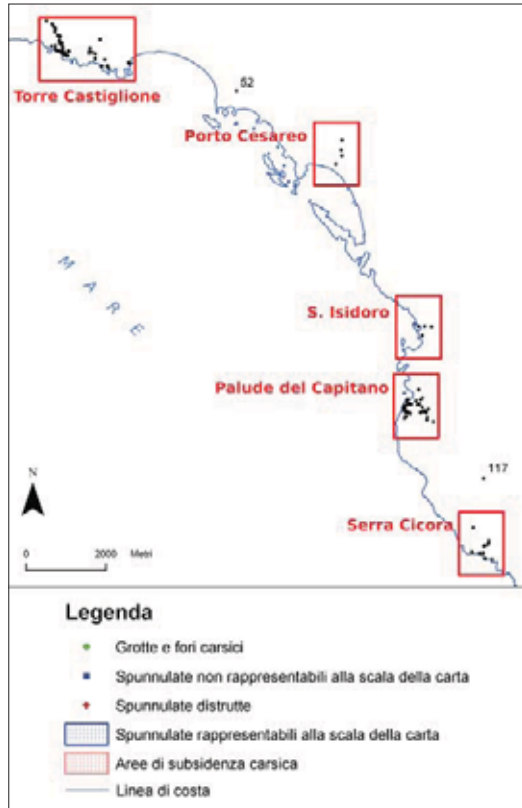 Torre Castiglione
52
Porto Cesareo
MARE
S. Isidoro
Palude del Capitano
117
N
Serra Cicora
0 2000 Metri
Legenda
Grotte e fori carsici
Spunnulate non rappresentabili alla scala della carta
Spunnulate distrutte
Spunnulate rappresentabili alla scala della carta
Aree di subsidenza carsica
Linea di costa